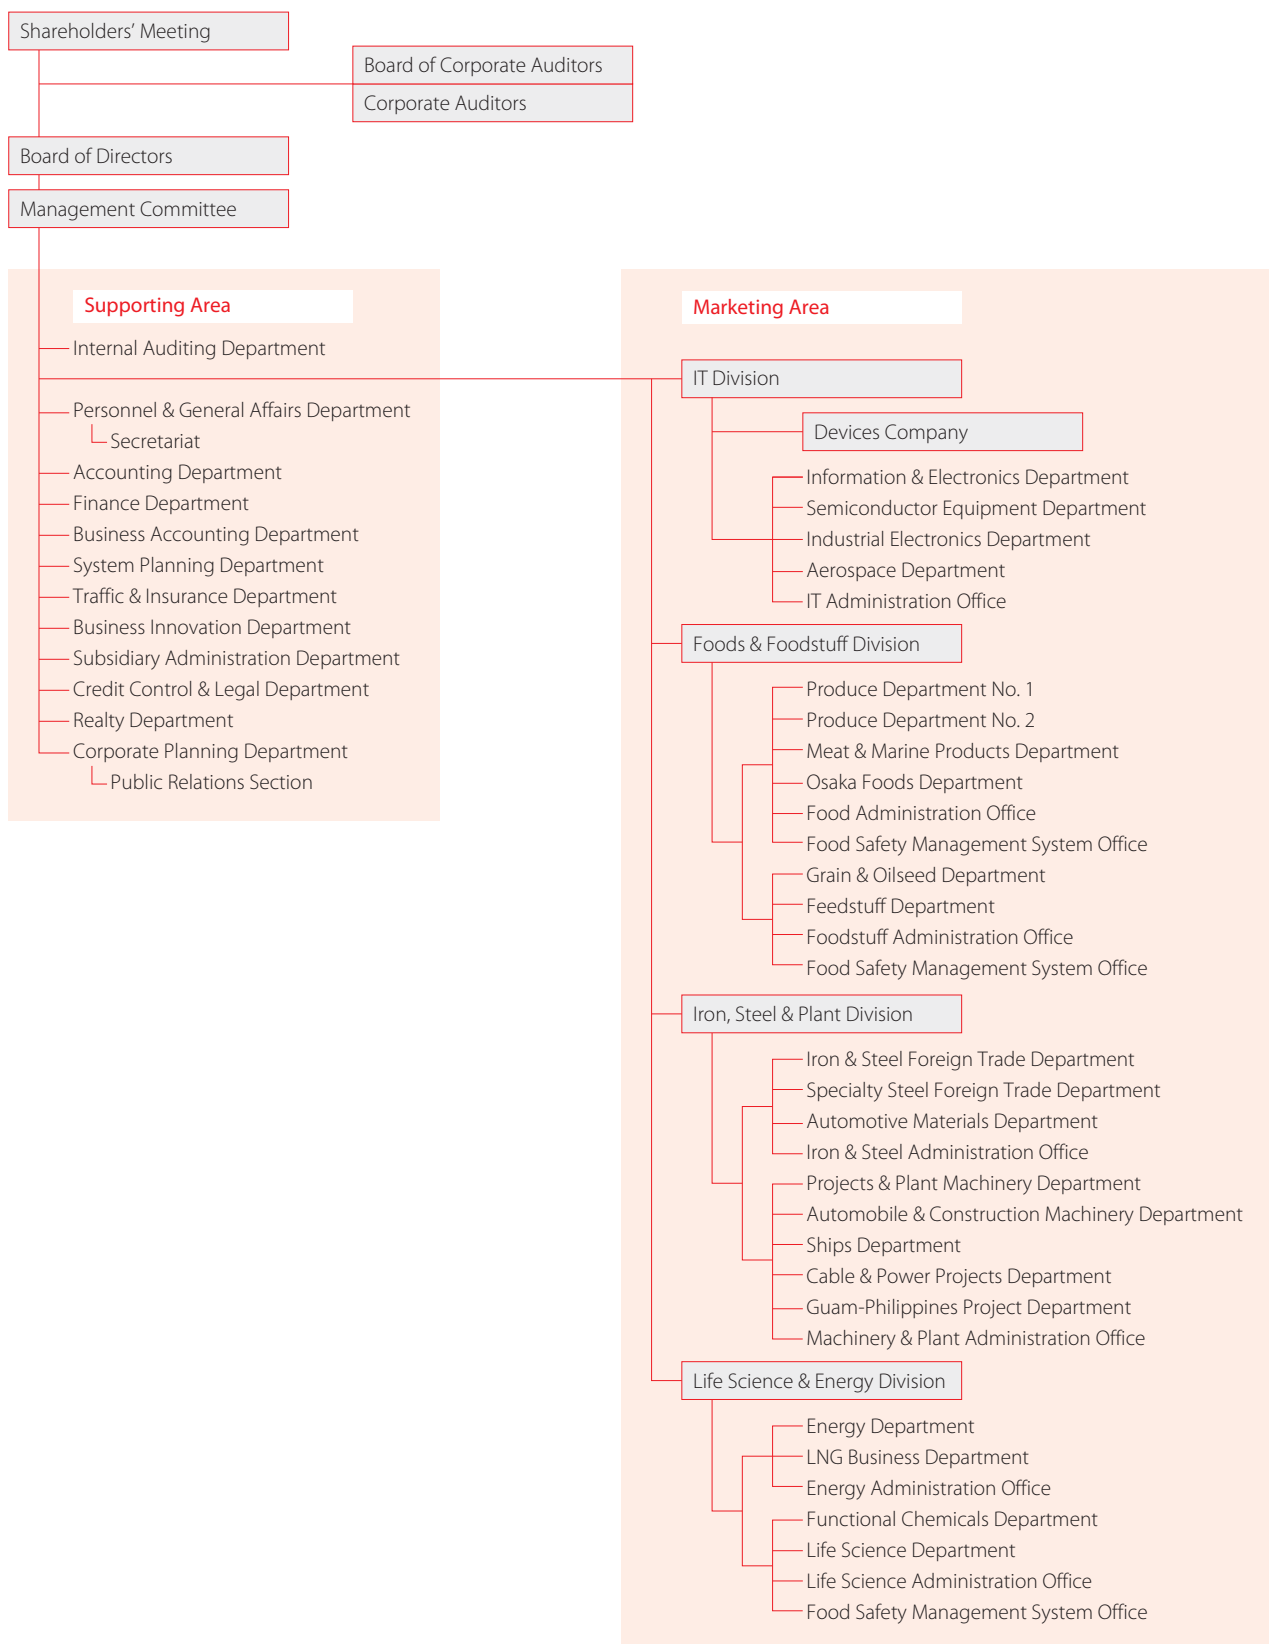 Shareholders’ Meeting
Board of Corporate Auditors
Corporate Auditors
Board of Directors
Management Committee
Supporting Area
Internal Auditing Department
Personnel & General Affairs Department
Secretariat
Accounting Department
Finance Department
Business Accounting Department
System Planning Department
Traffic & Insurance Department
Business Innovation Department
Subsidiary Administration Department
Credit Control & Legal Department
Realty Department
Corporate Planning Department
Public Relations Section
Marketing Area
IT Division
Devices Company
Information & Electronics Department
Semiconductor Equipment Department
Industrial Electronics Department
Aerospace Department
IT Administration Office
Foods & Foodstuff Division
Produce Department No. 1
Produce Department No. 2
Meat & Marine Products Department
Osaka Foods Department
Food Administration Office
Food Safety Management System Office
Grain & Oilseed Department
Feedstuff Department
Foodstuff Administration Office
Food Safety Management System Office
Iron, Steel & Plant Division
Iron & Steel Foreign Trade Department
Specialty Steel Foreign Trade Department
Automotive Materials Department
Iron & Steel Administration Office
Projects & Plant Machinery Department
Automobile & Construction Machinery Department
Ships Department
Cable & Power Projects Department
Guam-Philippines Project Department
Machinery & Plant Administration Office
Life Science & Energy Division
Energy Department
LNG Business Department
Energy Administration Office
Functional Chemicals Department
Life Science Department
Life Science Administration Office
Food Safety Management System Office